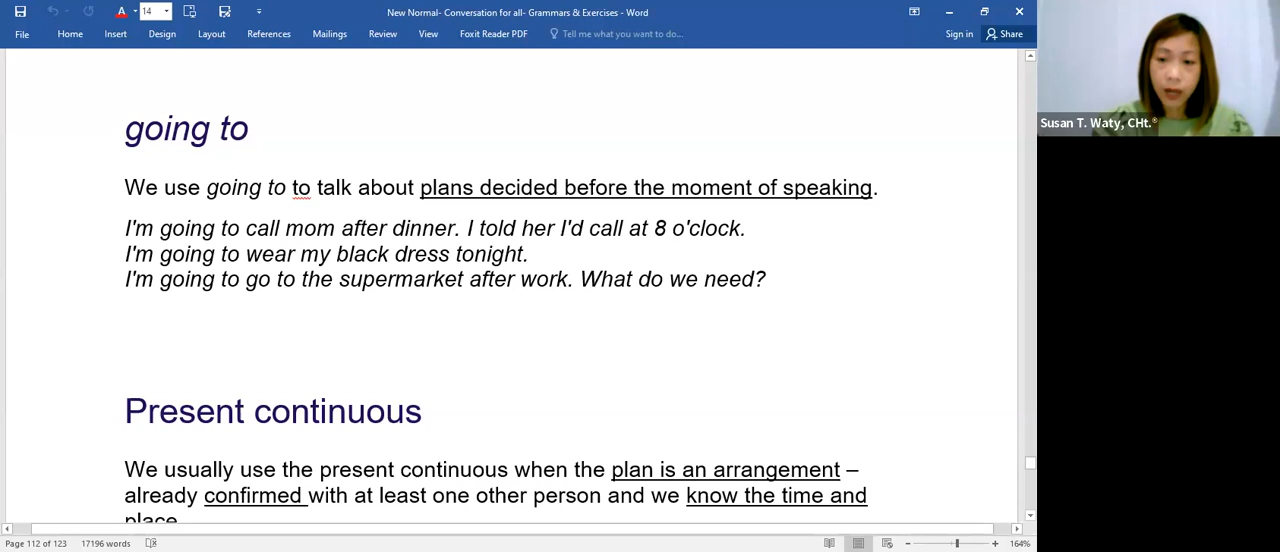 14
New Normal- Conversation for all- Grammars & Exercises - Word
File Home Insert Design Layout References Mailings Review View Foxit Reader PDF Tell me what you want to do... Sign in Share
going to
We use going to to talk about plans decided before the moment of speaking.
I'm going to call mom after dinner. I told her I'd call at 8 o'clock.
I'm going to wear my black dress tonight.
I'm going to go to the supermarket after work. What do we need?
Present continuous
We usually use the present continuous when the plan is an arrangement –
already confirmed with at least one other person and we know the time and
place
Page 112 of 123 17196 words 164%
Susan T. Waty, CHt.®